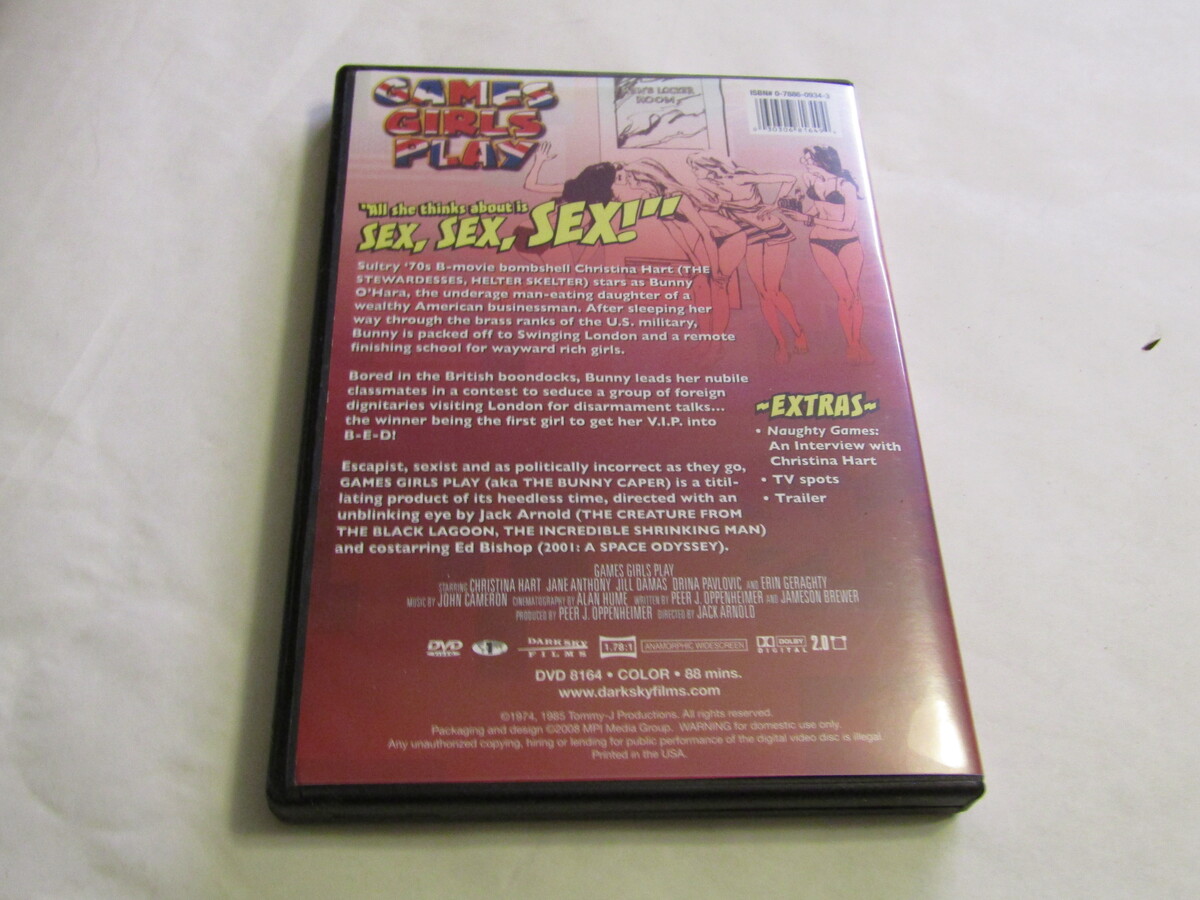 GAMES
GIRLS
PLAY
LOCKER
ROOM
ISBN# 0-7886-0934-3
"All she thinks about is
SEX, SEX, SEX!"
Sultry '70s B-movie bombshell Christina Hart (THE
STEWARDESSES, HELTER SKELTER) stars as Bunny
O'Hara, the underage man-eating daughter of a
wealthy American businessman. After sleeping her
way through the brass ranks of the U.S. military,
Bunny is packed off to Swinging London and a remote
finishing school for wayward rich girls.
Bored in the British boondocks, Bunny leads her nubile
classmates in a contest to seduce a group of foreign
dignitaries visiting London for disarmament talks...
the winner being the first girl to get her V.I.P. into
B-E-D!
Escapist, sexist and as politically incorrect as they go,
GAMES GIRLS PLAY (aka THE BUNNY CAPER) is a titil-
lating product of its heedless time, directed with an
unblinking eye by Jack Arnold (THE CREATURE FROM
THE BLACK LAGOON, THE INCREDIBLE SHRINKING MAN)
and costarring Ed Bishop (2001: A SPACE ODYSSEY).
~EXTRAS~
• Naughty Games:
An Interview with
Christina Hart
• TV spots
• Trailer
GAMES GIRLS PLAY
STARRING CHRISTINA HART JANE ANTHONY JILL DAMAS DRINA PAVLOVIC AND ERIN GERAGHTY
MUSIC BY JOHN CAMERON CINEMATOGRAPHY BY ALAN HUME WRITTEN BY PEER J. OPPENHEIMER AND JAMESON BREWER
PRODUCED BY PEER J. OPPENHEIMER DIRECTED BY JACK ARNOLD
DVD VIDEO 1 DARK SKY FILMS 1.78:1 ANAMORPHIC WIDESCREEN DOLBY DIGITAL 2.0
DVD 8164 • COLOR • 88 mins.
www.darkskyfilms.com
©1974, 1985 Tommy-J Productions. All rights reserved.
Packaging and design ©2008 MPI Media Group. WARNING for domestic use only.
Any unauthorized copying, hiring or lending for public performance of the digital video disc is illegal.
Printed in the USA.